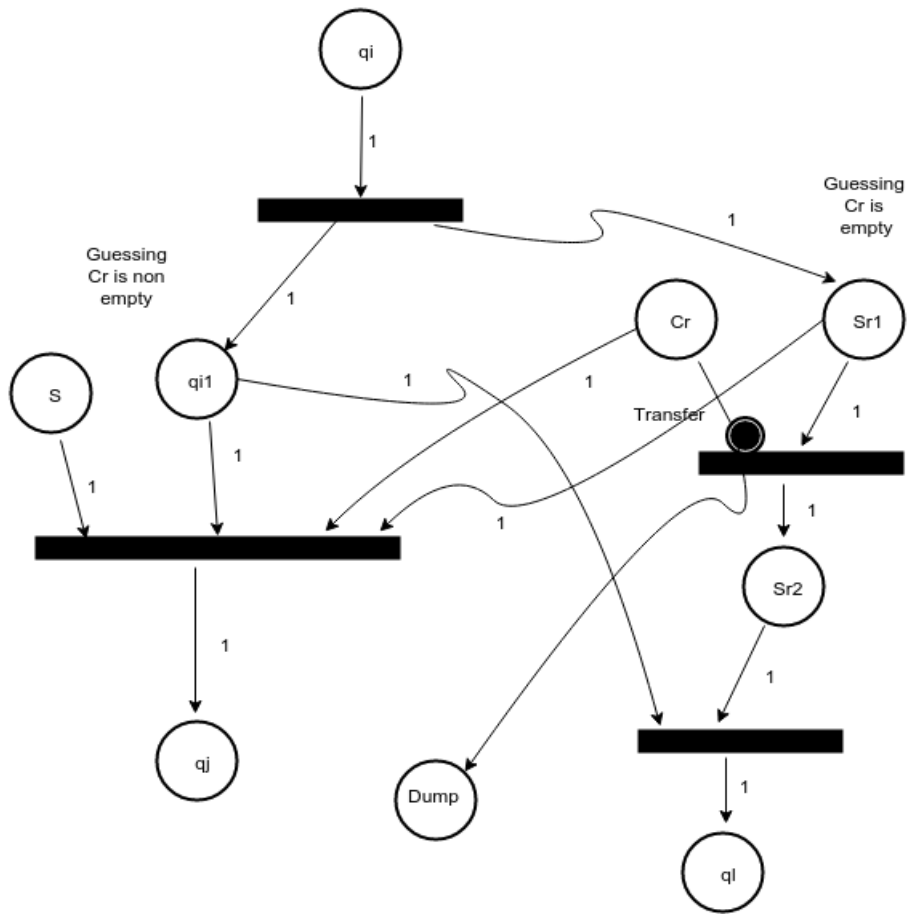 qi
1
Guessing
Cr is
empty
1
Guessing
Cr is non
empty
1
Cr
Sr1
S
qi1
1
1
Transfer
1
1
1
1
1
Sr2
1
1
qj
Dump
1
ql